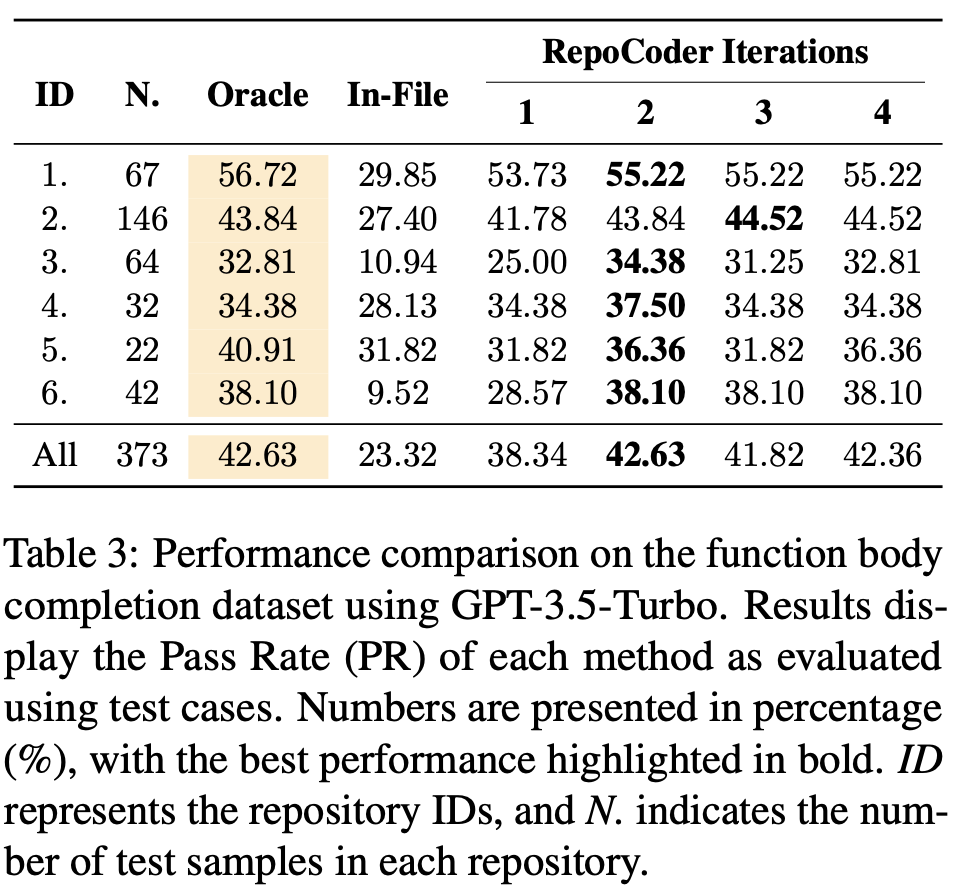 RepoCoder Iterations
ID N. Oracle In-File
1 2 3 4
1. 67 56.72 29.85 53.73 55.22 55.22 55.22
2. 146 43.84 27.40 41.78 43.84 44.52 44.52
3. 64 32.81 10.94 25.00 34.38 31.25 32.81
4. 32 34.38 28.13 34.38 37.50 34.38 34.38
5. 22 40.91 31.82 31.82 36.36 31.82 36.36
6. 42 38.10 9.52 28.57 38.10 38.10 38.10
All 373 42.63 23.32 38.34 42.63 41.82 42.36
Table 3: Performance comparison on the function body
completion dataset using GPT-3.5-Turbo. Results dis-
play the Pass Rate (PR) of each method as evaluated
using test cases. Numbers are presented in percentage
(%), with the best performance highlighted in bold. ID
represents the repository IDs, and N. indicates the num-
ber of test samples in each repository.